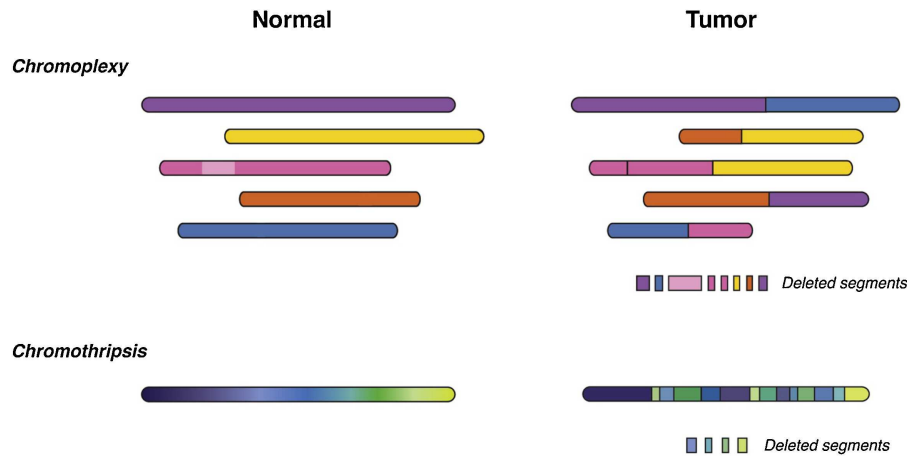 Normal
Tumor
Chromoplexy
Deleted segments
Chromothripsis
Deleted segments